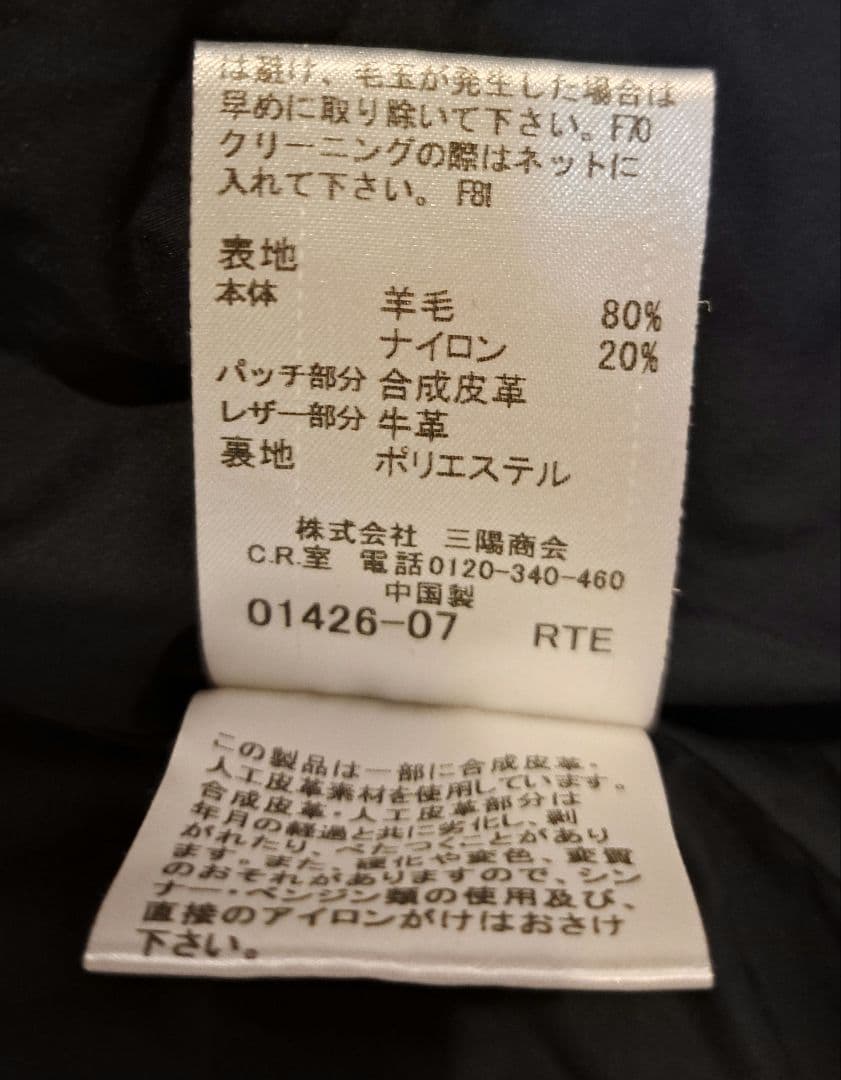 は避け、毛玉が発生した場合は
早めに取り除いて下さい。F70
クリーニングの際はネットに
入れて下さい。 F81
表地
本体 羊毛 80%
ナイロン 20%
パッチ部分 合成皮革
レザー部分 牛革
裏地 ポリエステル
株式会社 三陽商会
C.R.室 電話0120-340-460
中国製
01426-07 RTE
この製品は一部に合成皮革・
人工皮革素材を使用しています。
合成皮革・人工皮革部分は
年月の経過と共に劣化し、剥
がれたり、べたつくことがあり
ます。また、硬化や変色、変質
のおそれがありますので、シン
ナー・ベンジン類の使用及び、
直接のアイロンがけはおさけ
下さい。